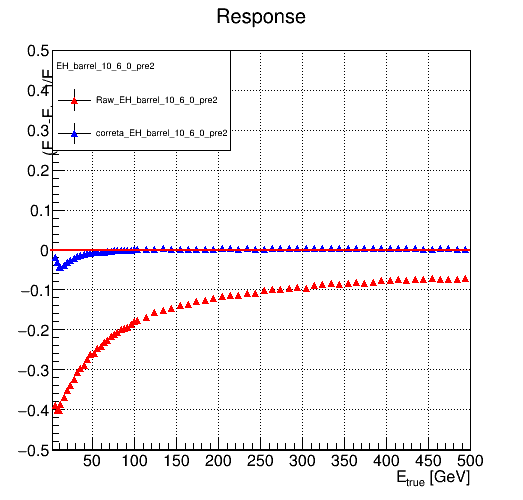 Response
EH_barrel_10_6_0_pre2
Raw_EH_barrel_10_6_0_pre2
correta_EH_barrel_10_6_0_pre2
0.5
0.4
0.3
0.2
0.1
0
−0.1
−0.2
−0.3
−0.4
−0.5
50 100 150 200 250 300 350 400 450 500
E_true [GeV]